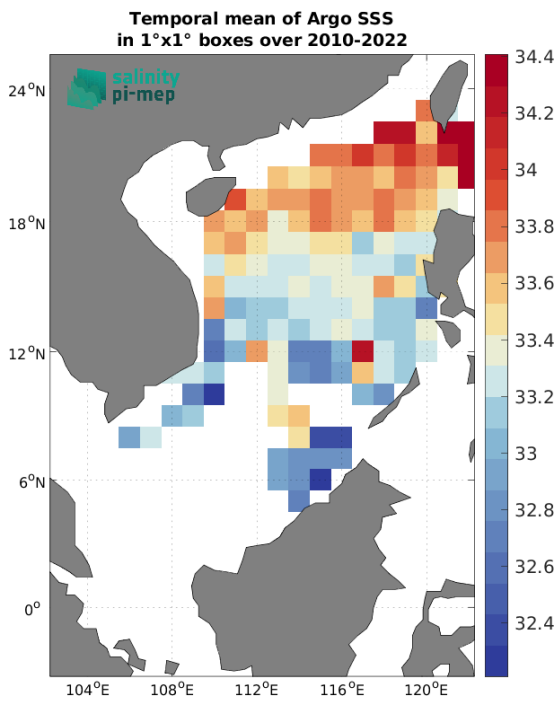 Temporal mean of Argo SSS
in 1°x1° boxes over 2010-2022
salinity
pi-mep
24°N
18°N
12°N
6°N
0°
104°E 108°E 112°E 116°E 120°E
34.4
34.2
34
33.8
33.6
33.4
33.2
33
32.8
32.6
32.4